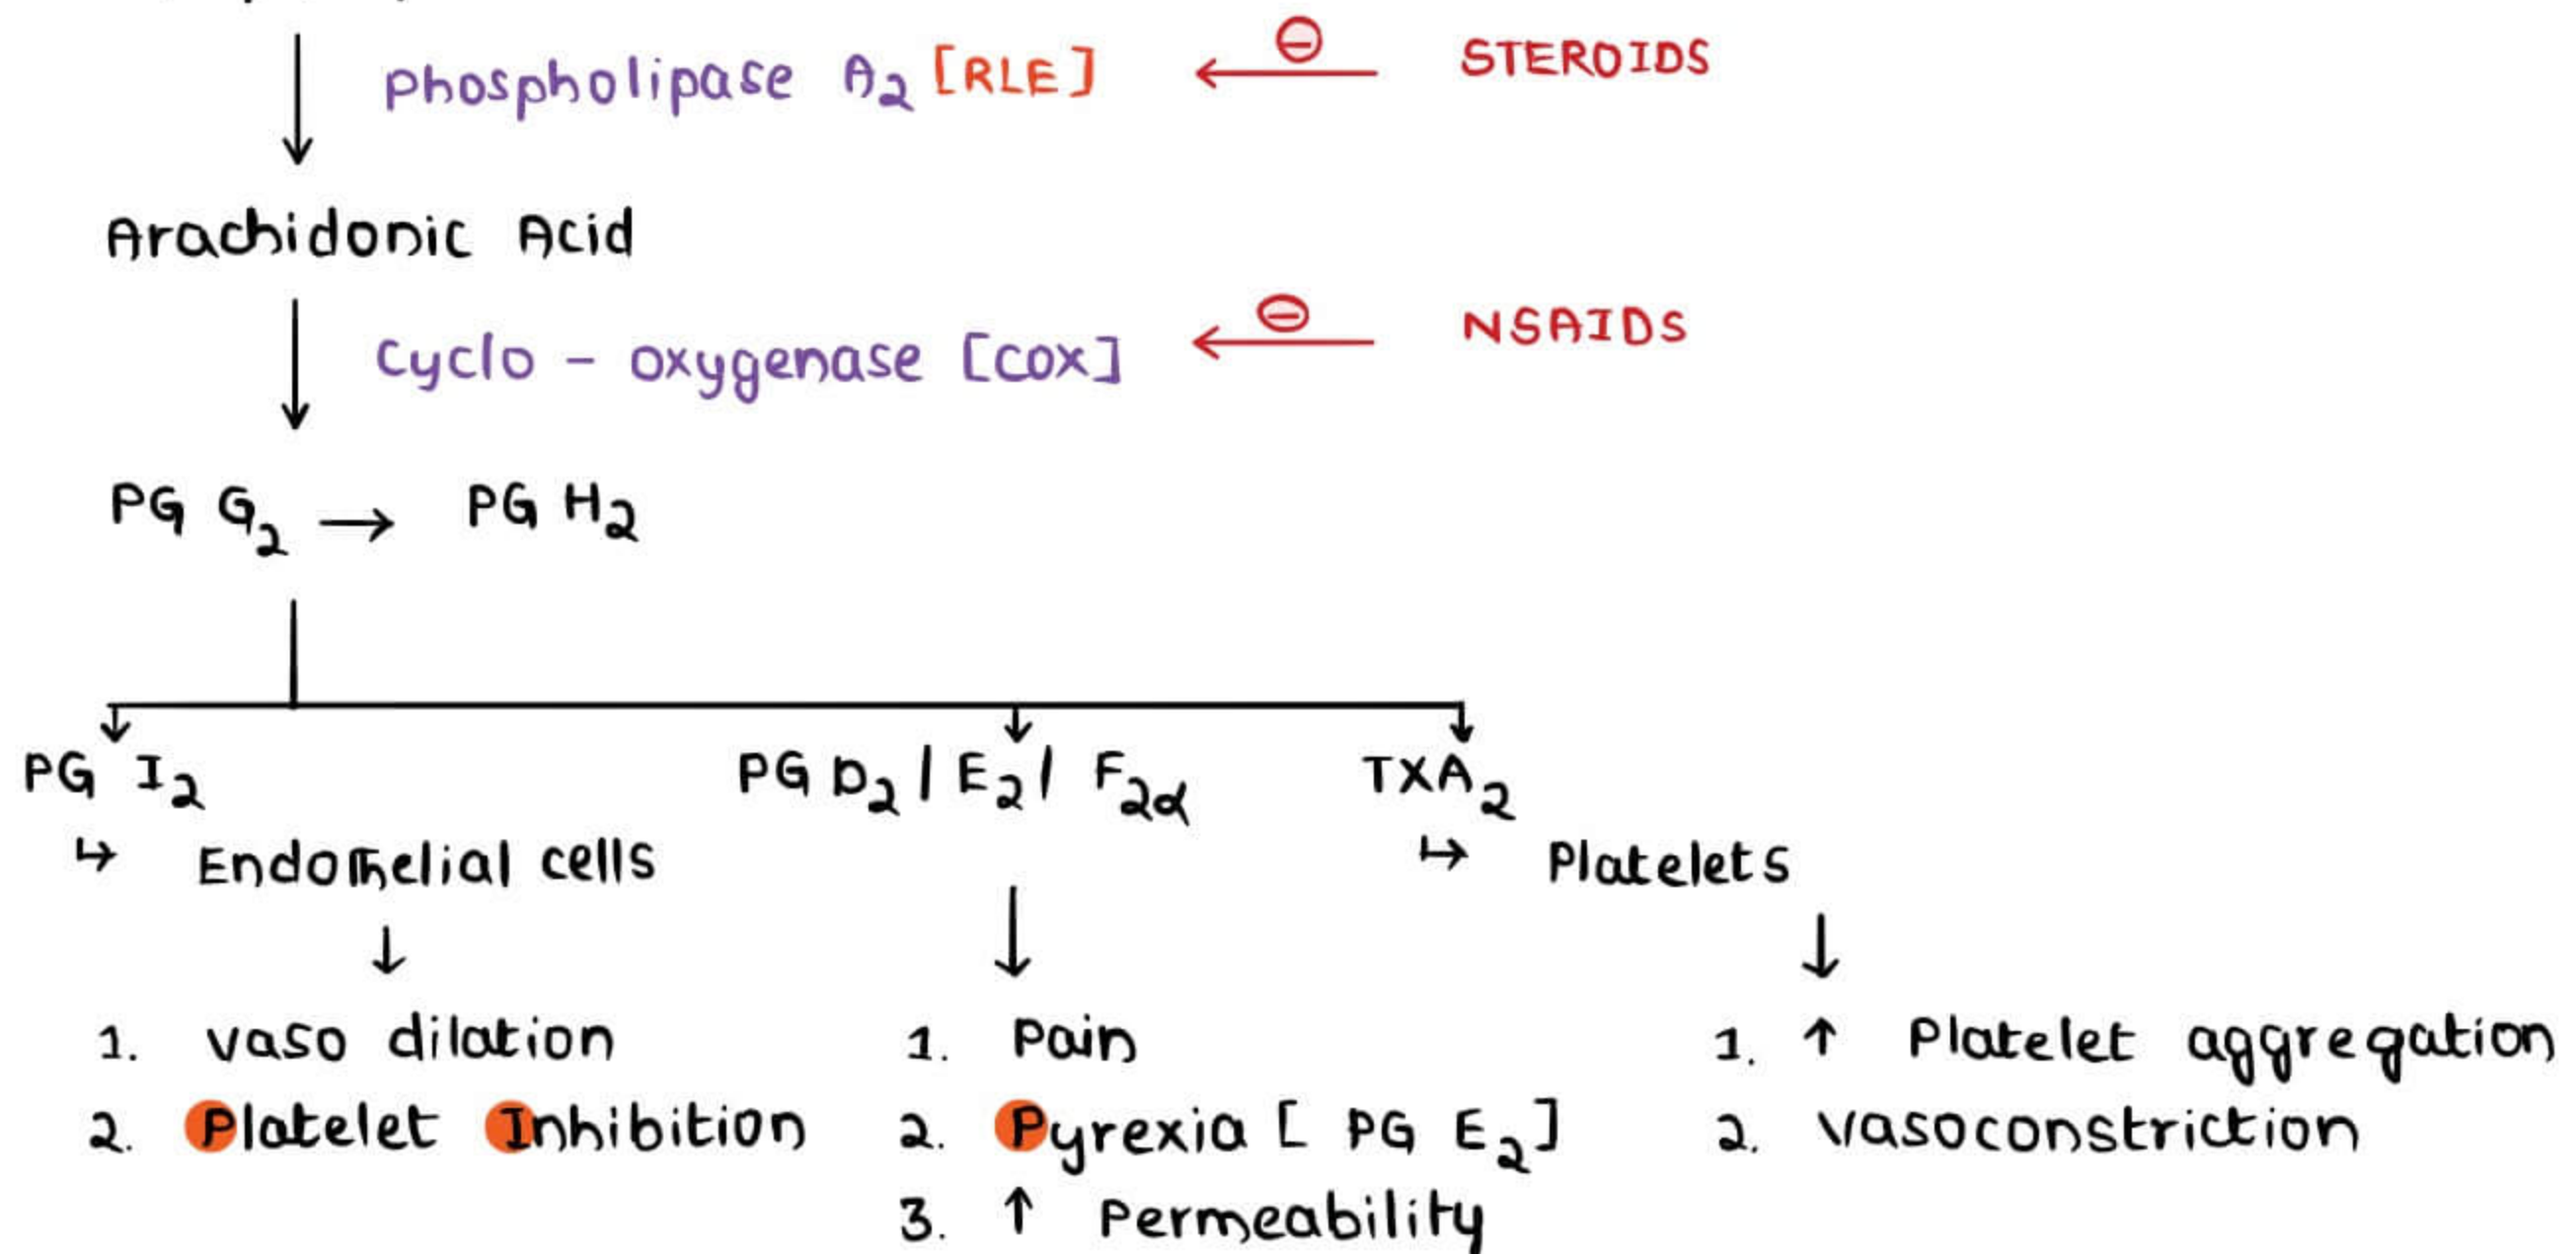 Phospholipase A2 [RLE] ← ⊖ STEROIDS
Arachidonic Acid
Cyclo - oxygenase [COX] ← ⊖ NSAIDS
PG G2 → PG H2
PG I2 PG D2 / E2 / F2α TXA2
↳ Endothelial cells ↳ Platelets
1. Vaso dilation 1. Pain 1. ↑ Platelet aggregation
2. Platelet Inhibition 2. Pyrexia [ PG E2 ] 2. Vasoconstriction
3. ↑ Permeability